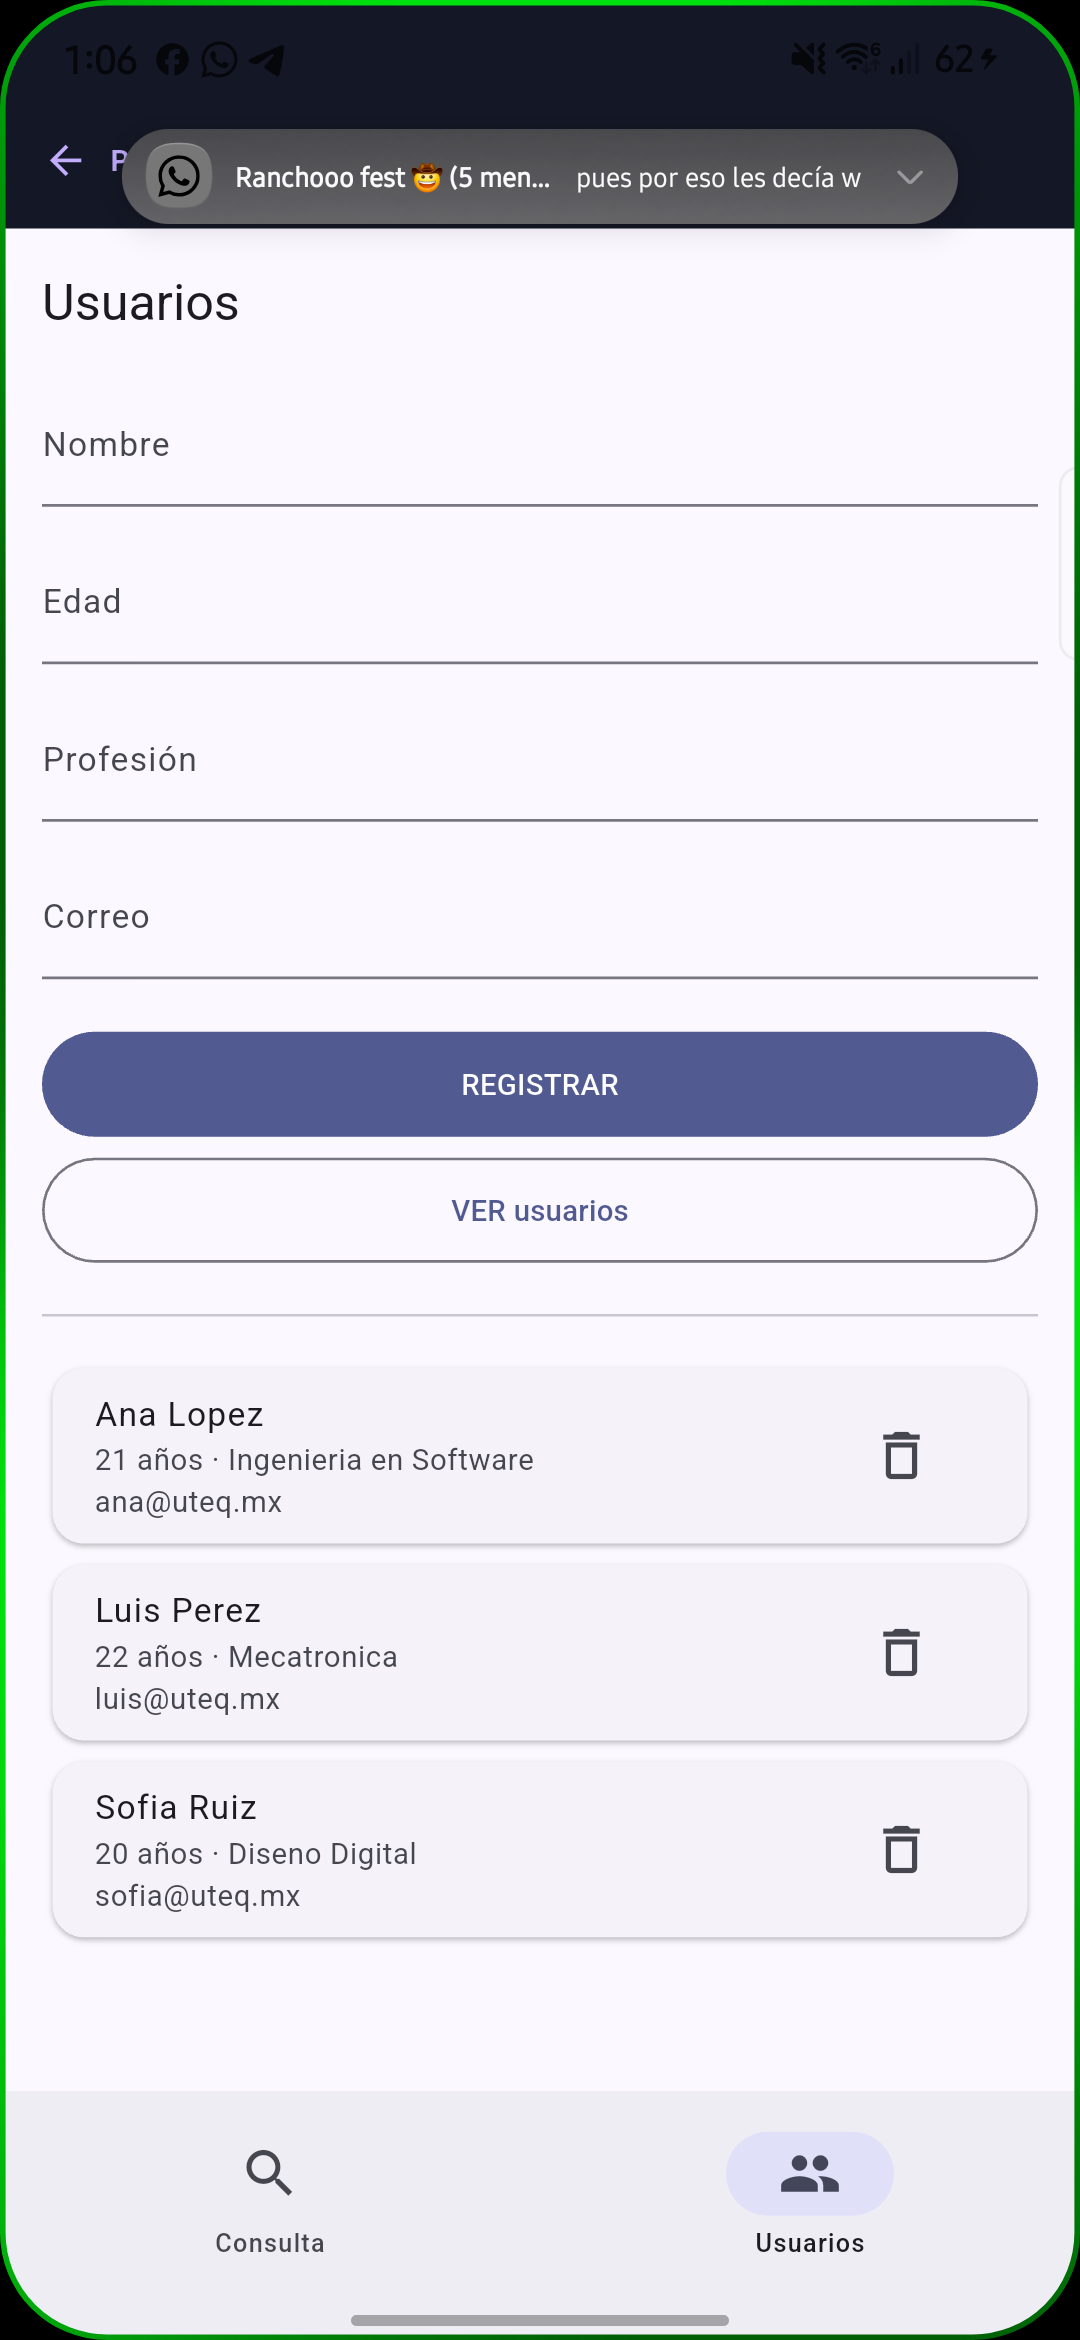 1:06 62
Ranchooo fest 🤠 (5 men... pues por eso les decía w
Usuarios
Nombre
Edad
Profesión
Correo
REGISTRAR
VER usuarios
Ana Lopez
21 años · Ingenieria en Software
ana@uteq.mx
Luis Perez
22 años · Mecatronica
luis@uteq.mx
Sofia Ruiz
20 años · Diseno Digital
sofia@uteq.mx
Consulta
Usuarios